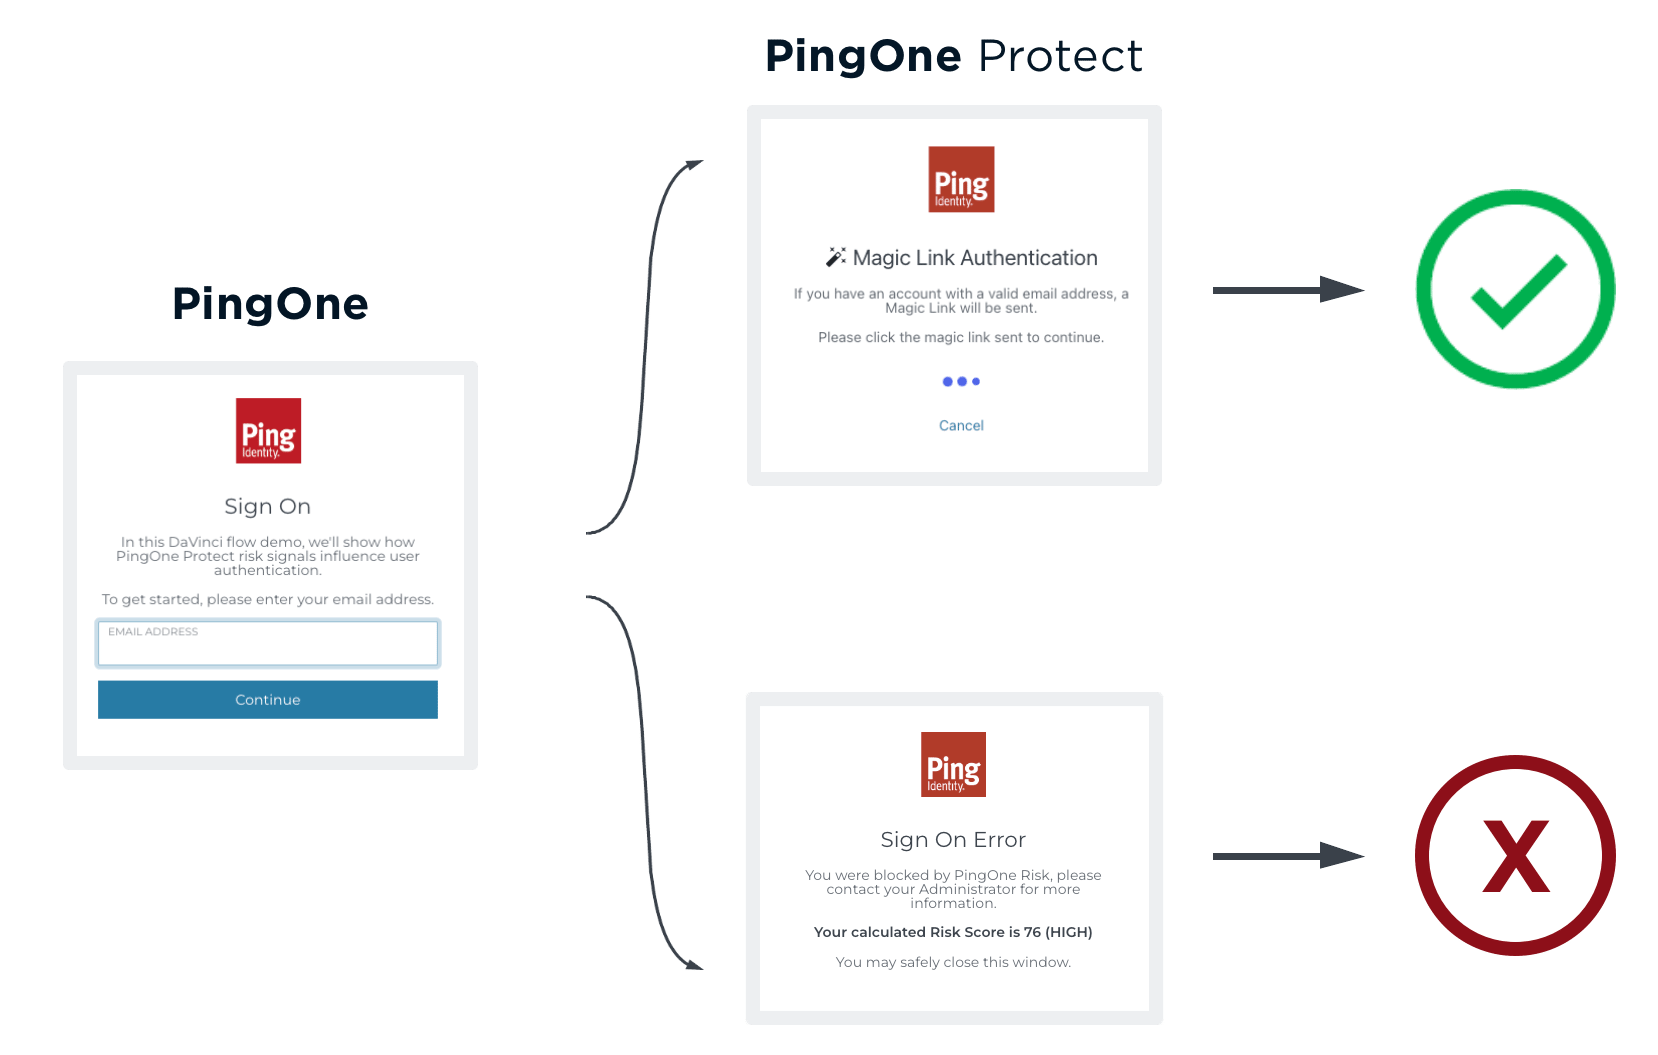 PingOne Protect
Ping
Identity.
Magic Link Authentication
If you have an account with a valid email address, a
Magic Link will be sent.
Please click the magic link sent to continue.
Cancel
PingOne
Ping
Identity.
Sign On
In this DaVinci flow demo, we'll show how
PingOne Protect risk signals influence user
authentication.
To get started, please enter your email address.
EMAIL ADDRESS
Continue
Ping
Identity.
Sign On Error
You were blocked by PingOne Risk, please
contact your Administrator for more
information.
Your calculated Risk Score is 76 (HIGH)
You may safely close this window.
X